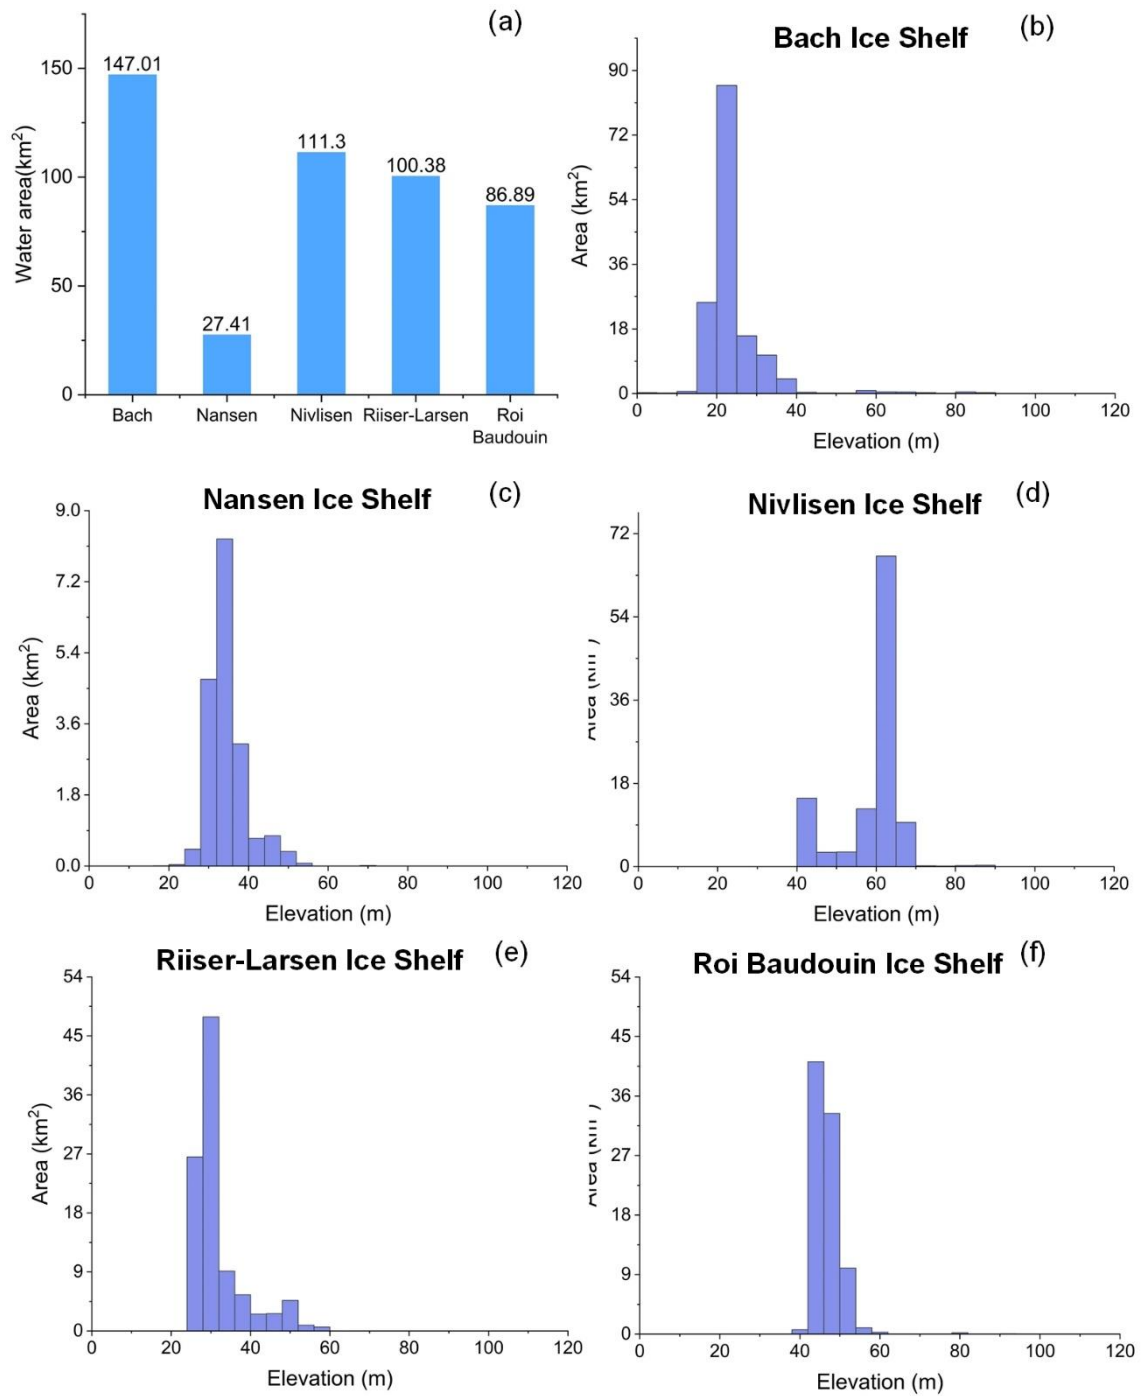 (a)
Water area(km²)
150
100
50
0
147.01
27.41
111.3
100.38
86.89
Bach
Nansen
Nivlisen
Riiser-Larsen
Roi
Baudouin
Bach Ice Shelf
(b)
Area (km²)
90
72
54
36
18
0
0 20 40 60 80 100 120
Elevation (m)
Nansen Ice Shelf
(c)
Area (km²)
9.0
7.2
5.4
3.6
1.8
0.0
0 20 40 60 80 100 120
Elevation (m)
Nivlisen Ice Shelf
(d)
72
54
36
18
0
0 20 40 60 80 100 120
Elevation (m)
Riiser-Larsen Ice Shelf
(e)
Area (km²)
54
45
36
27
18
9
0
0 20 40 60 80 100 120
Elevation (m)
Roi Baudouin Ice Shelf
(f)
54
45
36
27
18
9
0
0 20 40 60 80 100 120
Elevation (m)